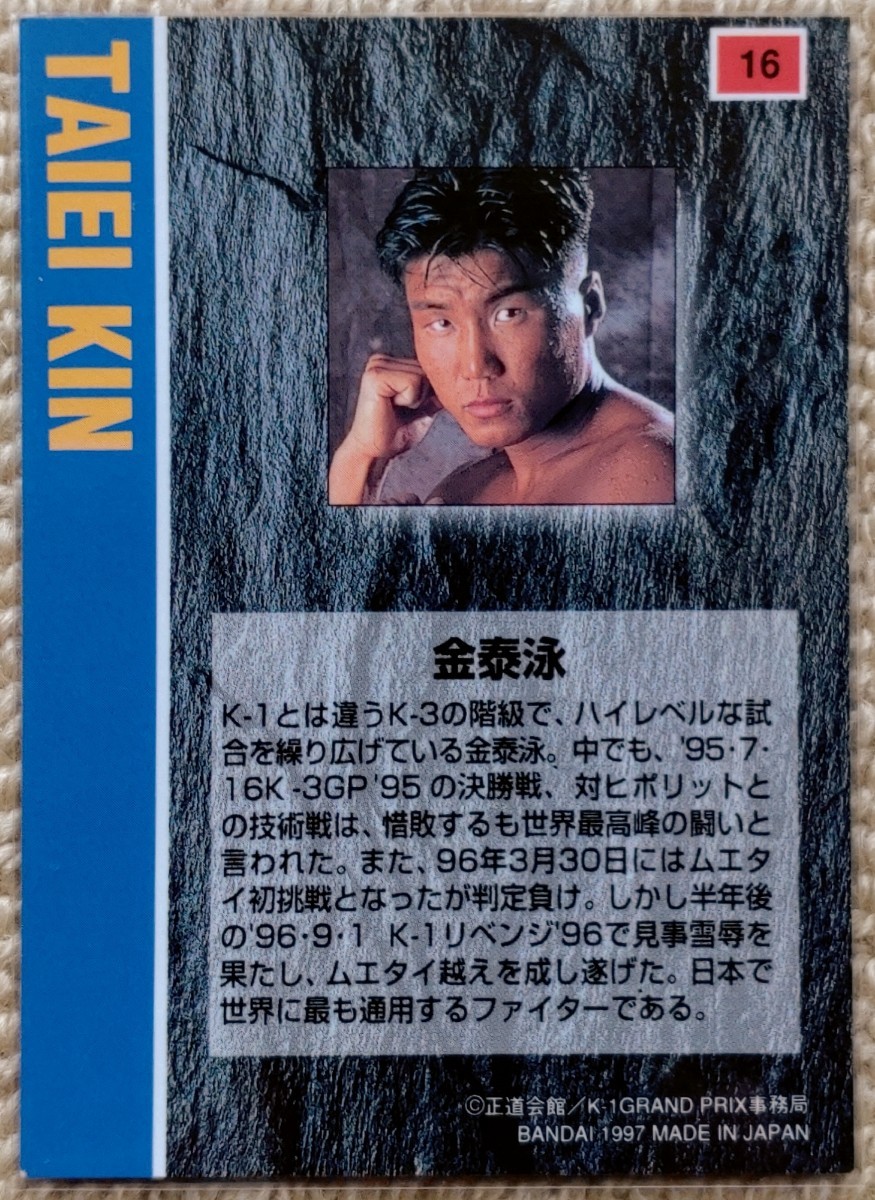 TAIEI KIN
16
金泰泳
K-1とは違うK-3の階級で、ハイレベルな試
合を繰り広げている金泰泳。中でも、'95・7・
16K-3GP'95の決勝戦、対ヒポリットと
の技術戦は、惜敗するも世界最高峰の闘いと
言われた。また、96年3月30日にはムエタ
イ初挑戦となったが判定負け。しかし半年後
の'96・9・1 K-1リベンジ'96で見事雪辱を
果たし、ムエタイ越えを成し遂げた。日本で
世界に最も通用するファイターである。
©正道会館/K-1GRAND PRIX事務局
BANDAI 1997 MADE IN JAPAN